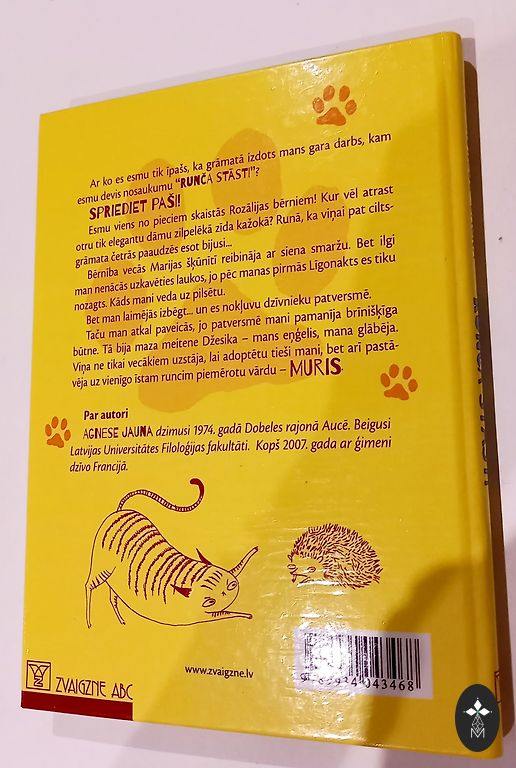 Ar ko es esmu tik īpašs, ka grāmatā izdots mans gara darbs, kam
esmu devis nosaukumu "RUNČA STĀSTI"?
SPRIEDIET PAŠI!
Esmu viens no pieciem skaistās Rozālijas bērniem! Kur vēl atrast
otru tik elegantu dāmu zilpelēkā zīda kažokā? Runā, ka viņai pat cilts-
grāmata četrās paaudzēs esot bijusi...
Bērnība vecās Marijas šķūnītī reibināja ar siena smaržu. Bet ilgi
man nenācās uzkavēties laukos, jo pēc manas pirmās Līgonakts es tiku
nozagts. Kāds mani veda uz pilsētu.
Bet man laimējās izbēgt... un es nokļuvu dzīvnieku patversmē.
Taču man atkal paveicās, jo patversmē mani pamanīja brīnišķīga
būtne. Tā bija maza meitene Džesika – mans eņģelis, mana glābēja.
Viņa ne tikai vecākiem uzstāja, lai adoptētu tieši mani, bet arī pastā-
vēja uz vienīgo īstam runcim piemērotu vārdu – MURIS.
Par autori
AGNESE JAUNA dzimusi 1974. gadā Dobeles rajonā Aucē. Beigusi
Latvijas Universitātes Filoloģijas fakultāti. Kopš 2007. gada ar ģimeni
dzīvo Francijā.
ZVAIGZNE ABC
www.zvaigzne.lv